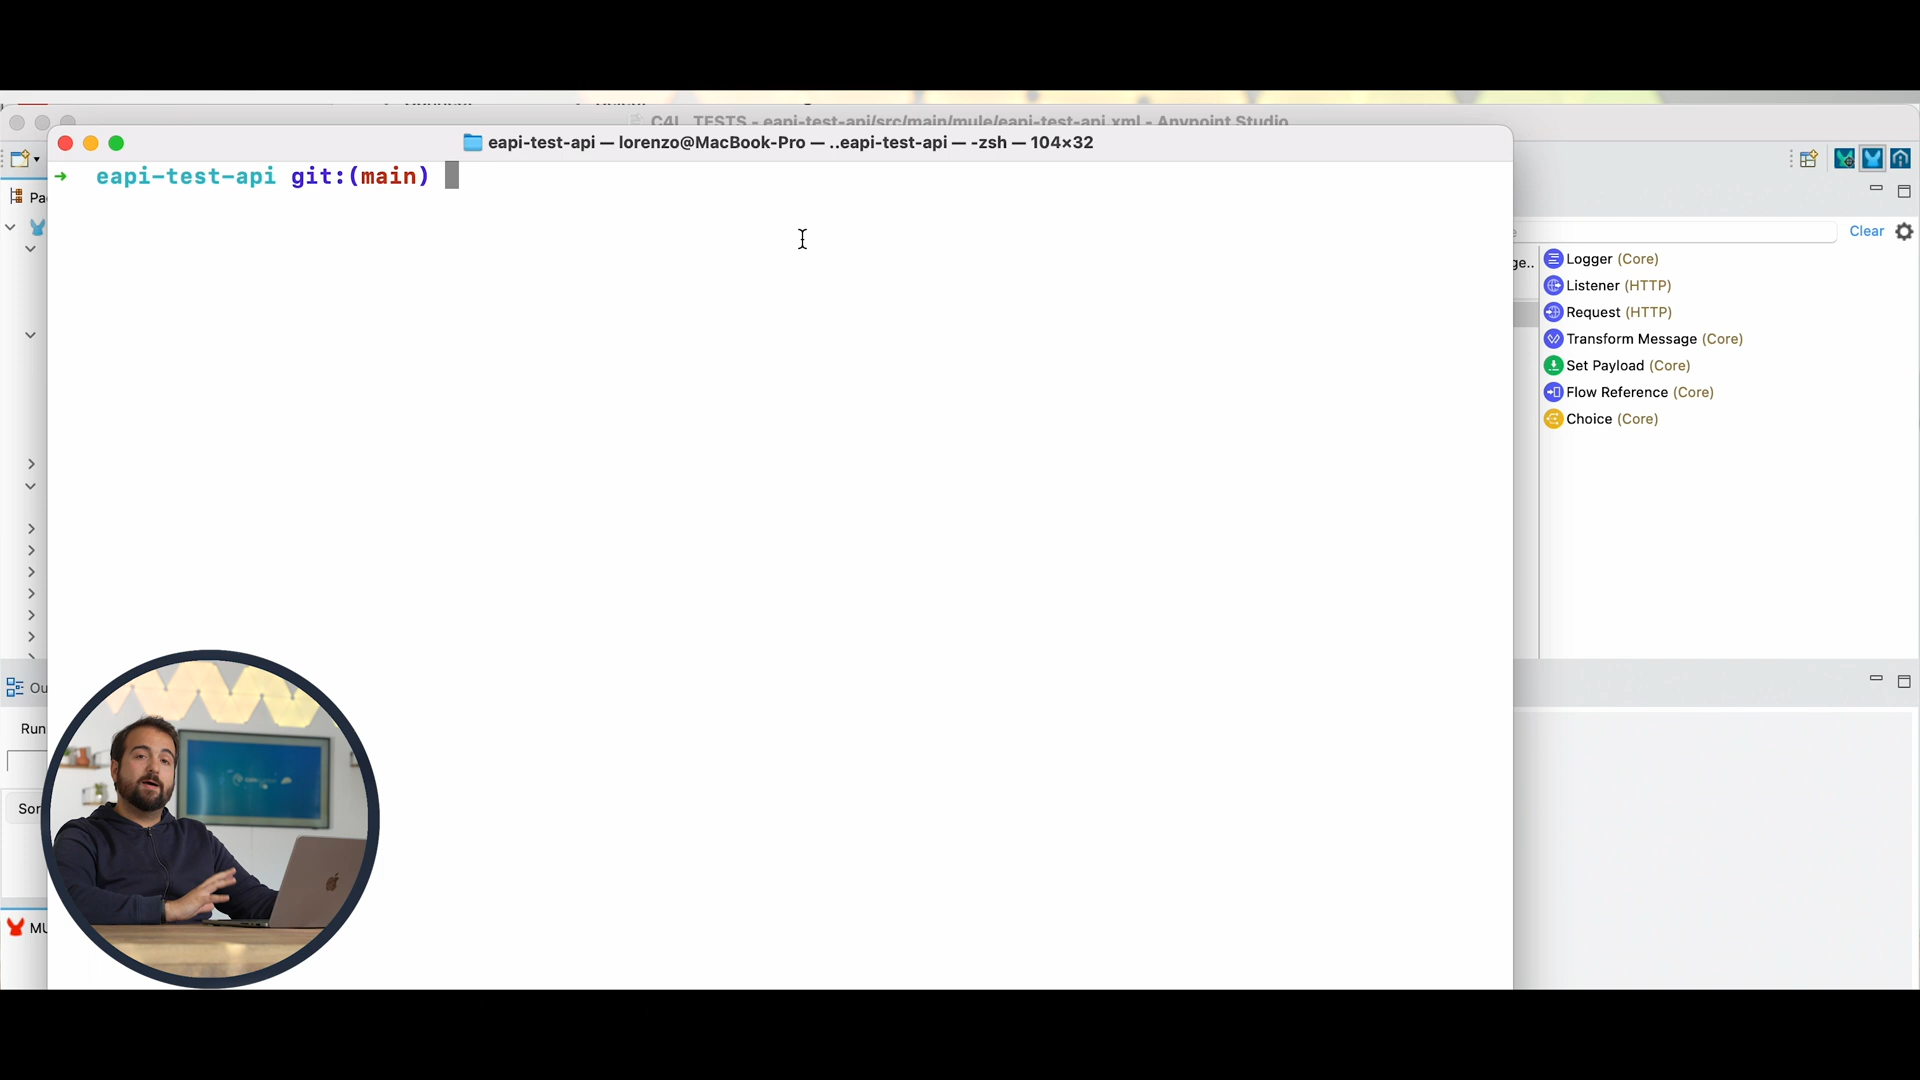 C4L_TESTS - eapi-test-api/src/main/mule/eapi-test-api.xml - Anypoint Studio
eapi-test-api — lorenzo@MacBook-Pro — ..eapi-test-api — -zsh — 104×32
➜ eapi-test-api git:(main)
Pa
Clear
ge..
Logger (Core)
Listener (HTTP)
Request (HTTP)
Transform Message (Core)
Set Payload (Core)
Flow Reference (Core)
Choice (Core)
Ou
Run
Sor
MU